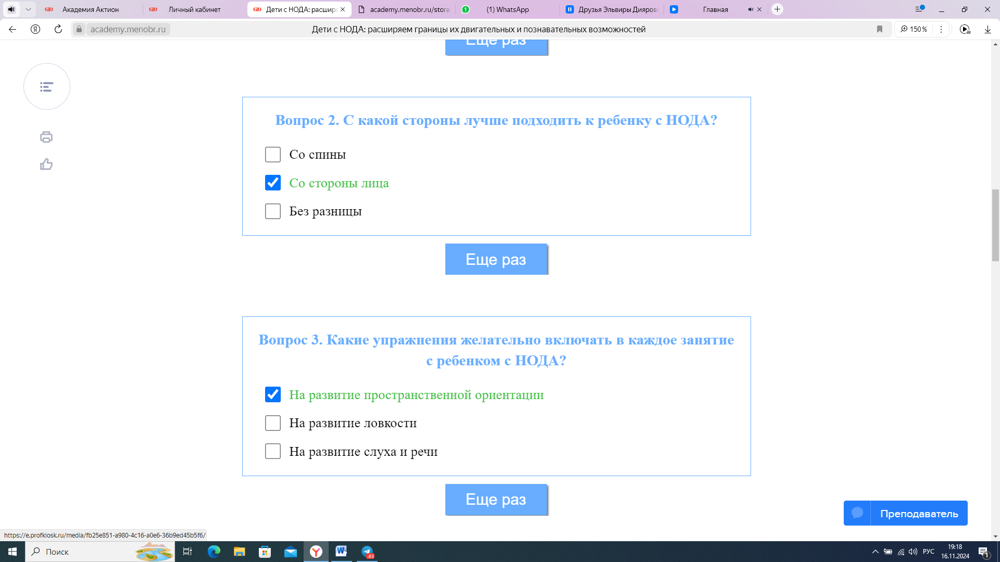 Академия Актион
Личный кабинет
Дети с НОДА: расширя
academy.menobr.ru/stora
(1) WhatsApp
Друзья Эльвиры Дияров
Главная
academy.menobr.ru
Дети с НОДА: расширяем границы их двигательных и познавательных возможностей
150 %
Еще раз
Вопрос 2. С какой стороны лучше подходить к ребенку с НОДА?
Со спины
Со стороны лица
Без разницы
Еще раз
Вопрос 3. Какие упражнения желательно включать в каждое занятие
с ребенком с НОДА?
На развитие пространственной ориентации
На развитие ловкости
На развитие слуха и речи
Еще раз
Преподаватель
https://e.profkiosk.ru/media/fb25e851-a980-4c16-a0e6-36b9ed45b5f6/
Поиск
83
РУС
19:18
16.11.2024
1